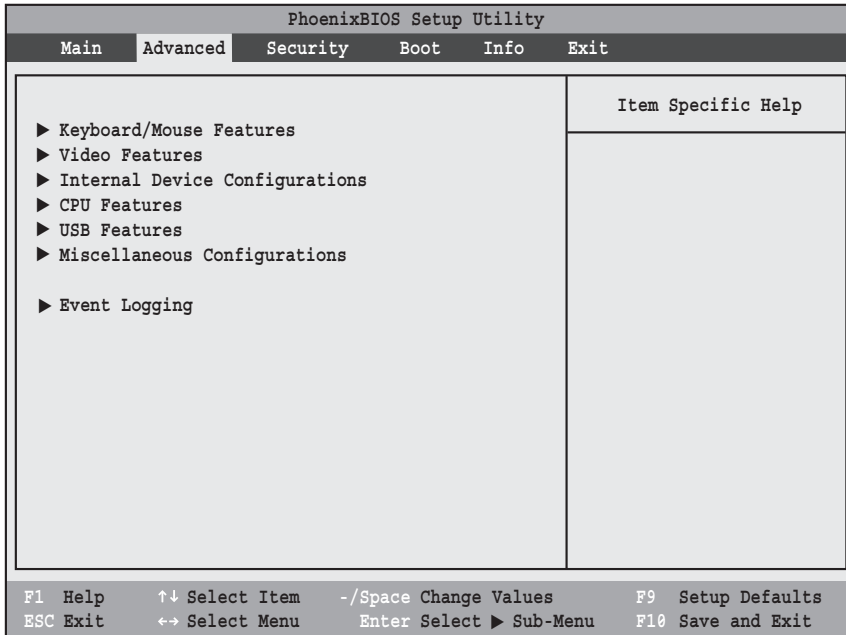 PhoenixBIOS Setup Utility
Main Advanced Security Boot Info Exit
Item Specific Help
▶ Keyboard/Mouse Features
▶ Video Features
▶ Internal Device Configurations
▶ CPU Features
▶ USB Features
▶ Miscellaneous Configurations
▶ Event Logging
F1 Help ↑↓ Select Item -/Space Change Values F9 Setup Defaults
ESC Exit ←→ Select Menu Enter Select ▶ Sub-Menu F10 Save and Exit